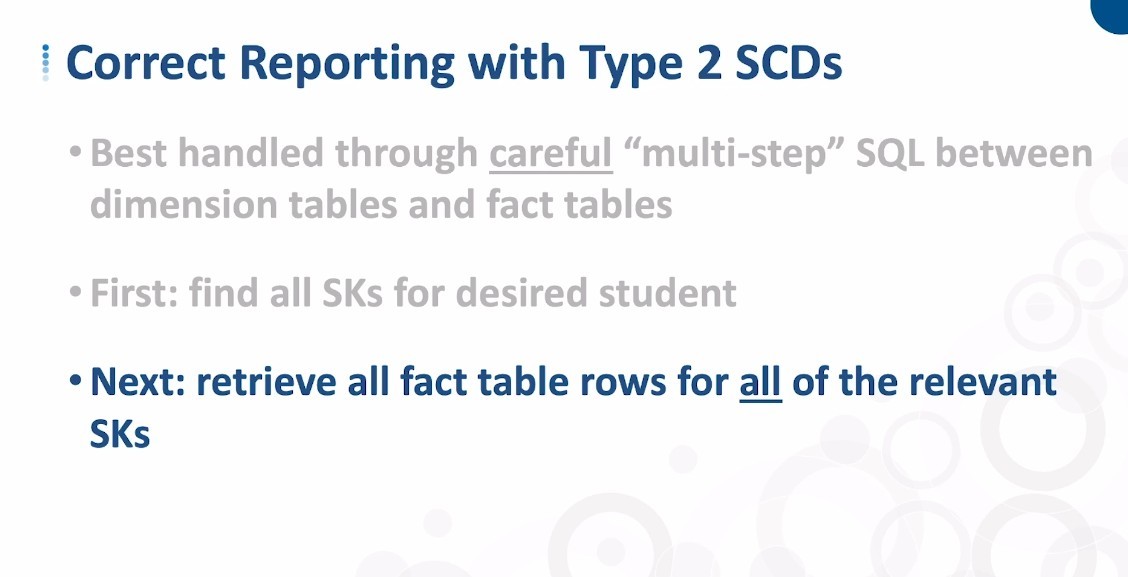 Correct Reporting with Type 2 SCDs
• Best handled through careful “multi-step” SQL between
dimension tables and fact tables
• First: find all SKs for desired student
• Next: retrieve all fact table rows for all of the relevant
SKs